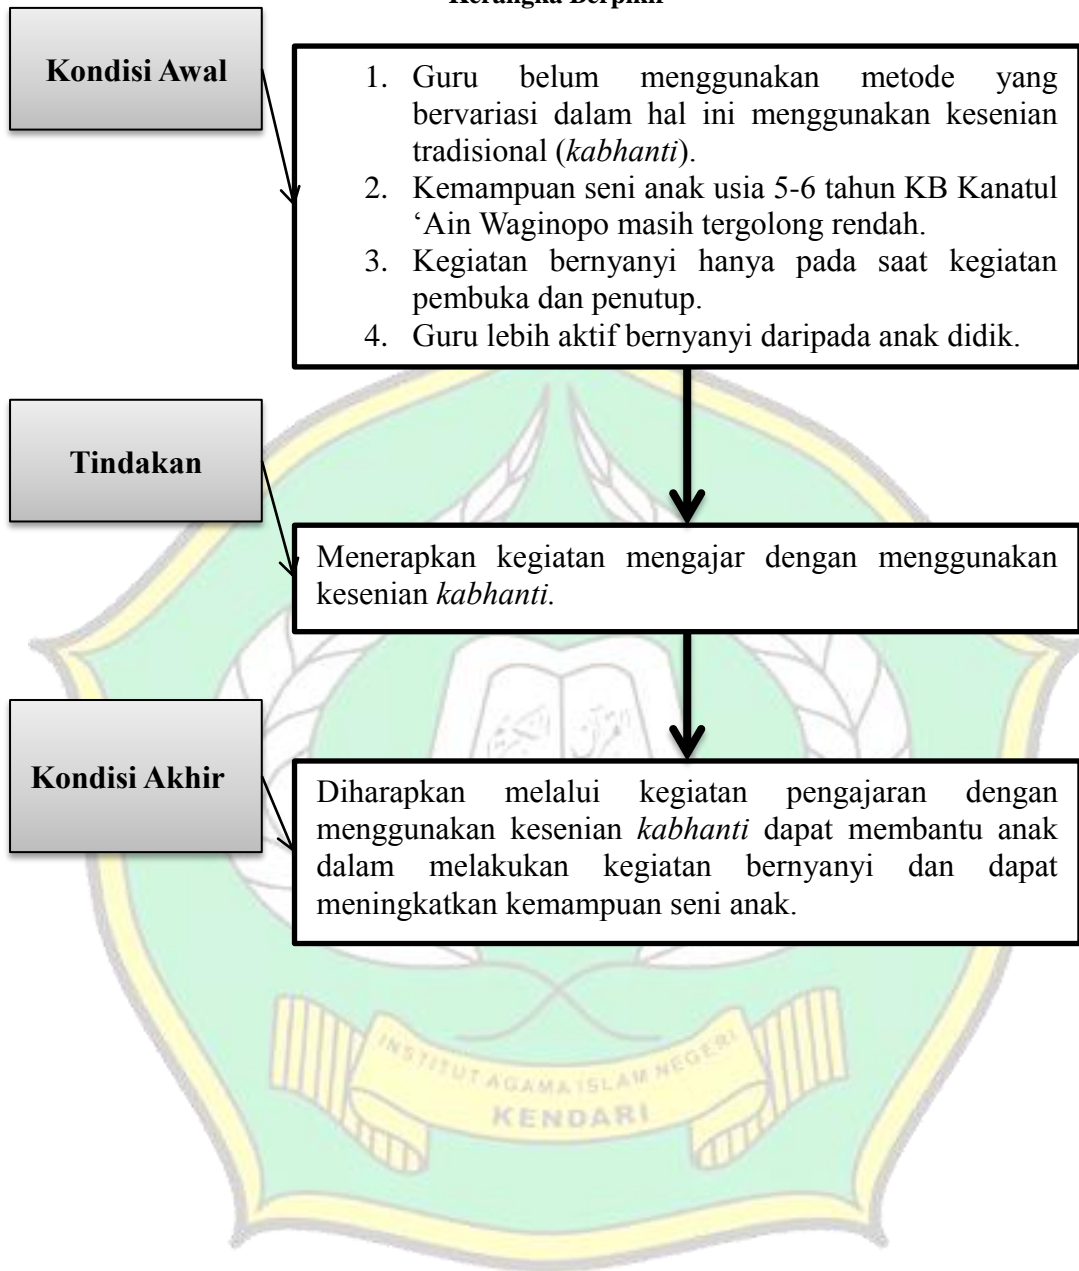 Kerangka Berpikir
Kondisi Awal
1. Guru belum menggunakan metode yang
bervariasi dalam hal ini menggunakan kesenian
tradisional (kabhanti).
2. Kemampuan seni anak usia 5-6 tahun KB Kanatul
‘Ain Waginopo masih tergolong rendah.
3. Kegiatan bernyanyi hanya pada saat kegiatan
pembuka dan penutup.
4. Guru lebih aktif bernyanyi daripada anak didik.
Tindakan
Menerapkan kegiatan mengajar dengan menggunakan
kesenian kabhanti.
Kondisi Akhir
Diharapkan melalui kegiatan pengajaran dengan
menggunakan kesenian kabhanti dapat membantu anak
dalam melakukan kegiatan bernyanyi dan dapat
meningkatkan kemampuan seni anak.
INSTITUT AGAMA ISLAM NEGERI
KENDARI